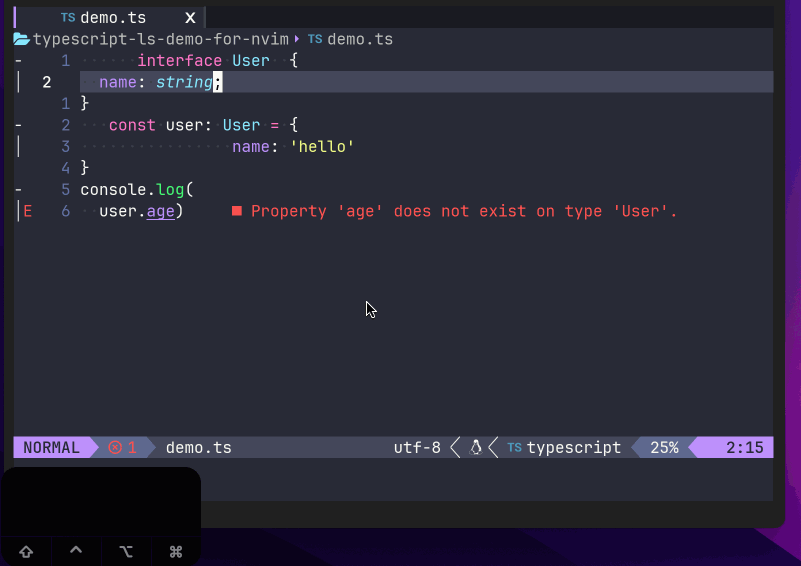 TS demo.ts X
typescript-ls-demo-for-nvim TS demo.ts
- 1 ······interface·User··{
2 ··name:·string;
1 }
- 2 ···const·user:·User·=·{
3 ················name:·'hello'
4 }
- 5 console.log(
E 6 ··user.age) ■ Property 'age' does not exist on type 'User'.
NORMAL 1 demo.ts utf-8 TS typescript 25% 2:15
⇧ ^ ⌥ ⌘